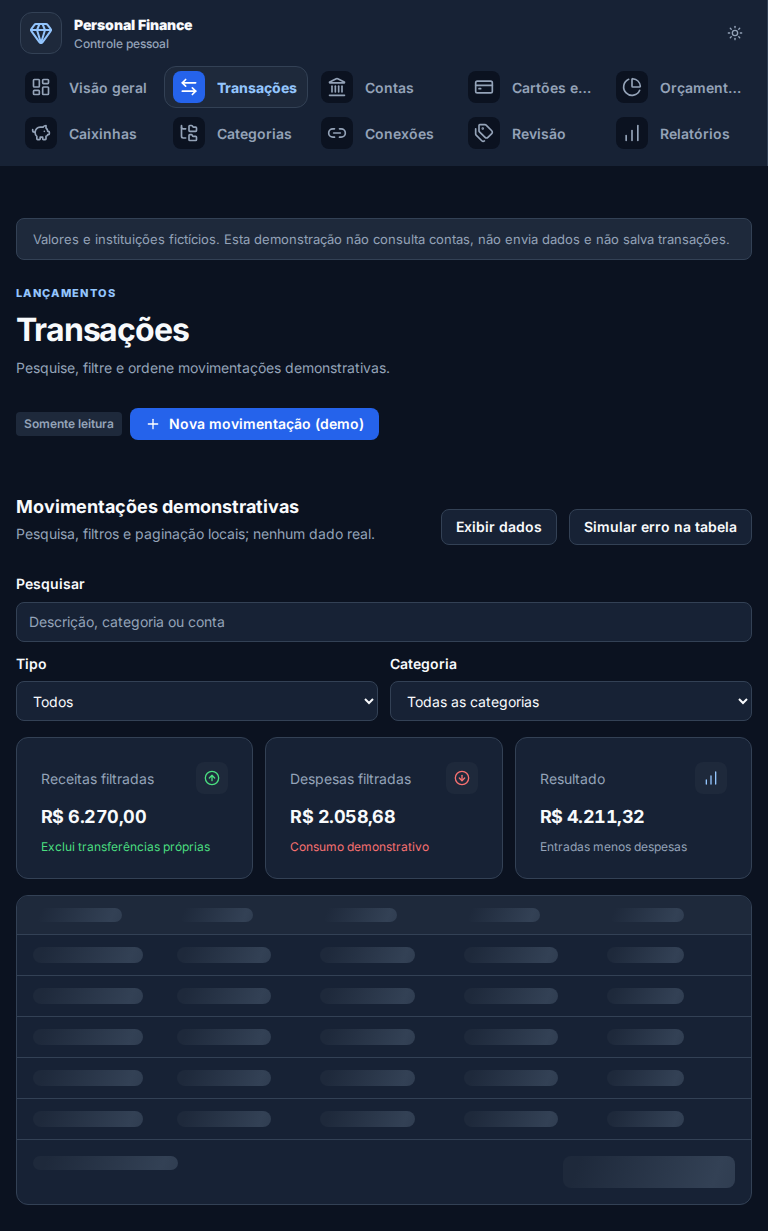 Personal Finance
Controle pessoal
Visão geral
Transações
Contas
Cartões e...
Orçament...
Caixinhas
Categorias
Conexões
Revisão
Relatórios
Valores e instituições fictícios. Esta demonstração não consulta contas, não envia dados e não salva transações.
LANÇAMENTOS
Transações
Pesquise, filtre e ordene movimentações demonstrativas.
Somente leitura
Nova movimentação (demo)
Movimentações demonstrativas
Pesquisa, filtros e paginação locais; nenhum dado real.
Exibir dados
Simular erro na tabela
Pesquisar
Descrição, categoria ou conta
Tipo
Categoria
Todos
Todas as categorias
Receitas filtradas
R$ 6.270,00
Exclui transferências próprias
Despesas filtradas
R$ 2.058,68
Consumo demonstrativo
Resultado
R$ 4.211,32
Entradas menos despesas